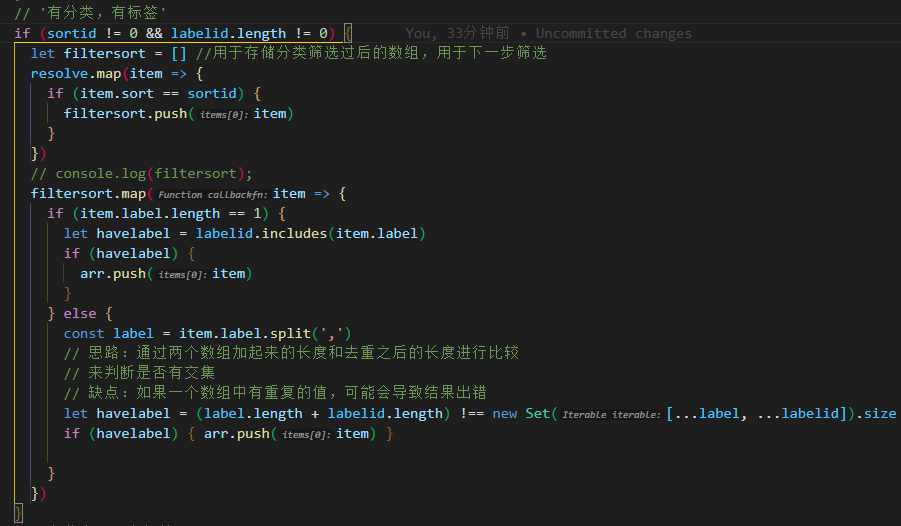 // '有分类，有标签'
if (sortid != 0 && labelid.length != 0) { You, 33分钟前 • Uncommitted changes
let filtersort = [] //用于存储分类筛选过后的数组，用于下一步筛选
resolve.map(item => {
if (item.sort == sortid) {
filtersort.push(items[0]: item)
}
})
// console.log(filtersort);
filtersort.map(Function callbackfn: item => {
if (item.label.length == 1) {
let havelabel = labelid.includes(item.label)
if (havelabel) {
arr.push(items[0]: item)
}
} else {
const label = item.label.split(',')
// 思路：通过两个数组加起来的长度和去重之后的长度进行比较
// 来判断是否有交集
// 缺点：如果一个数组中有重复的值，可能会导致结果出错
let havelabel = (label.length + labelid.length) !== new Set(Iterable iterable: [...label, ...labelid]).size
if (havelabel) { arr.push(items[0]: item) }
}
})
}